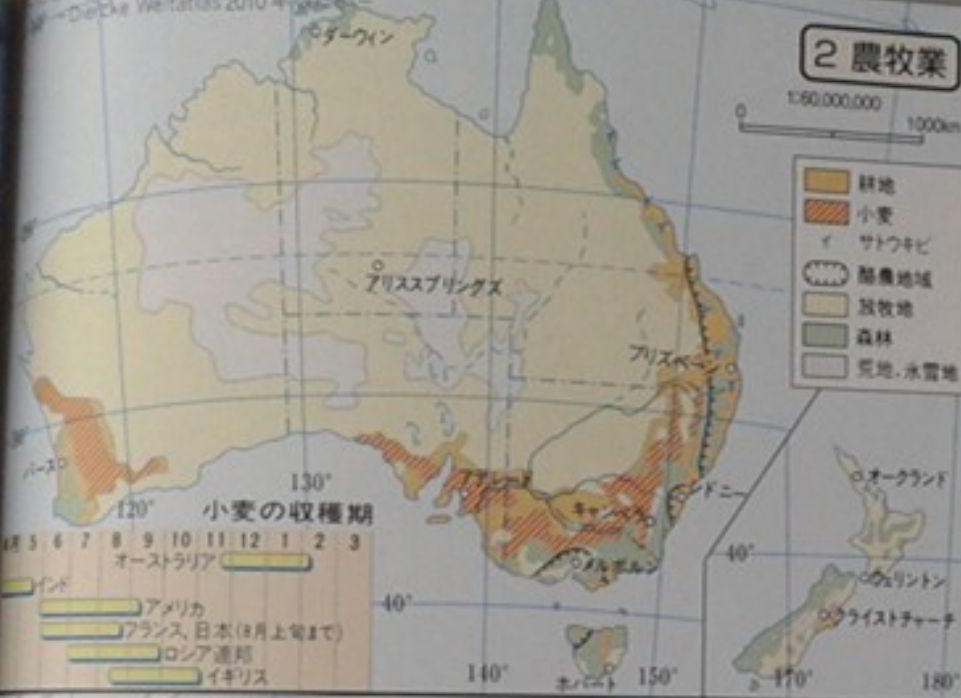 Diercke Weltatlas 2010
ダーウィン
2 農牧業
1:60,000,000
0 1000km
耕地
小麦
サトウキビ
酪農地域
放牧地
森林
荒地、氷雪地
アリススプリングズ
ブリズベーン
パース
アデレード
シドニー
キャンベラ
メルボルン
ホバート
オークランド
ウェリントン
クライストチャーチ
30°
120°
130°
40°
140°
150°
40°
170°
180°
小麦の収穫期
4月 5 6 7 8 9 10 11 12 1 2 3
オーストラリア
インド
アメリカ
フランス、日本(8月上旬まで)
ロシア連邦
イギリス